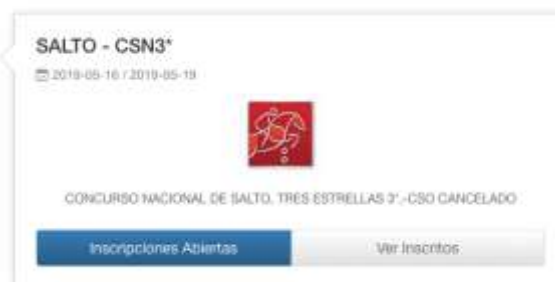 SALTO - CSN3*
2019-05-16 / 2019-05-19
CONCURSO NACIONAL DE SALTO. TRES ESTRELLAS 3*.-CSO CANCELADO
Inscripciones Abiertas
Ver Inscritos